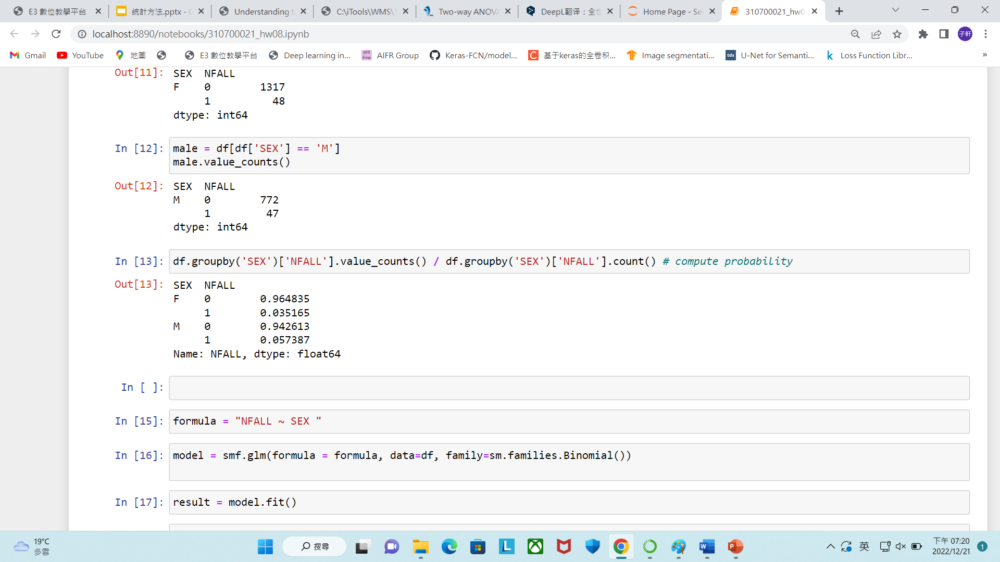 E3 數位教學平台
統計方法.pptx - G
Understanding t
C:\iTools\WMS\T
Two-way ANOVA
DeepL翻译：全世
Home Page - Sel
310700021_hw0
localhost:8890/notebooks/310700021_hw08.ipynb
子軒
Gmail
YouTube
地圖
E3 數位教學平台
Deep learning in...
AIFR Group
AIFR Group
Keras-FCN/model...
C
基于keras的全卷积...
Image segmentati...
tds
U-Net for Semanti...
k
Loss Function Libr...
»
Out[11]: SEX NFALL
F 0 1317
1 48
dtype: int64
In [12]: male = df[df['SEX'] == 'M']
male.value_counts()
Out[12]: SEX NFALL
M 0 772
1 47
dtype: int64
In [13]: df.groupby('SEX')['NFALL'].value_counts() / df.groupby('SEX')['NFALL'].count() # compute probability
Out[13]: SEX NFALL
F 0 0.964835
1 0.035165
M 0 0.942613
1 0.057387
Name: NFALL, dtype: float64
In [ ]:
In [15]: formula = "NFALL ~ SEX "
In [16]: model = smf.glm(formula = formula, data=df, family=sm.families.Binomial())
In [17]: result = model.fit()
19°C
多雲
搜尋
L
W
P
英
下午 07:20
2022/12/21
1